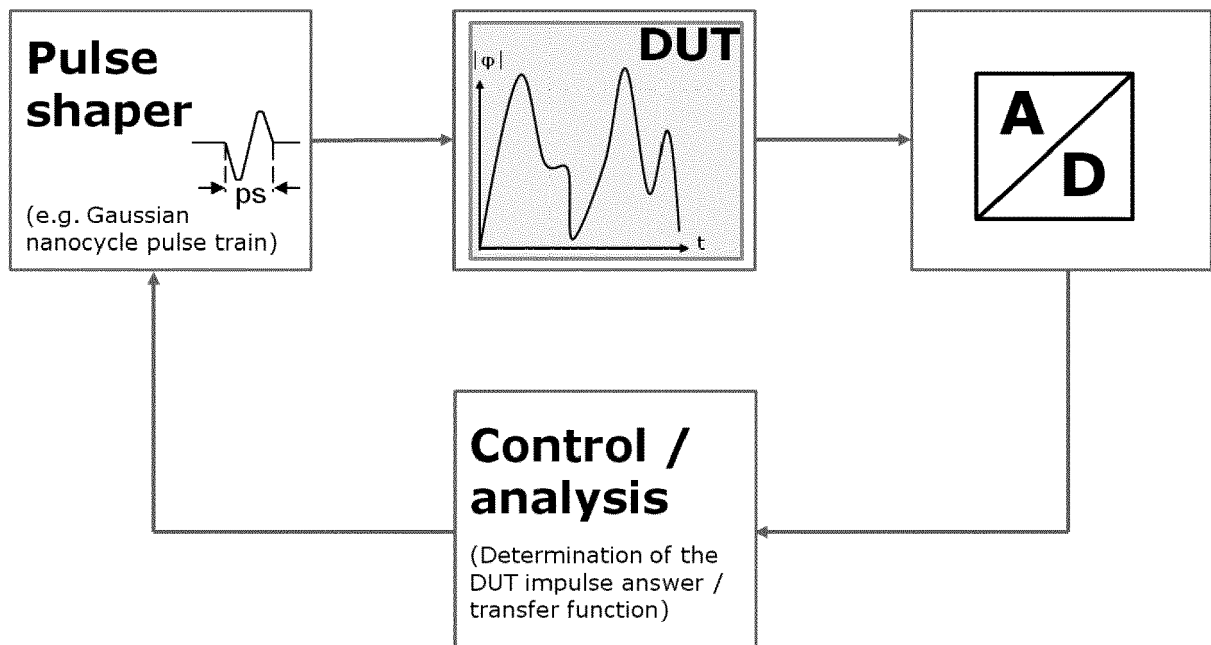 Pulse
shaper
ps
(e.g. Gaussian
nanocycle pulse train)
DUT
|φ|
t
A
D
Control /
analysis
(Determination of the
DUT impulse answer /
transfer function)